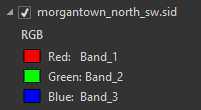 morgantown_north_sw.sid
RGB
Red: Band_1
Green: Band_2
Blue: Band_3